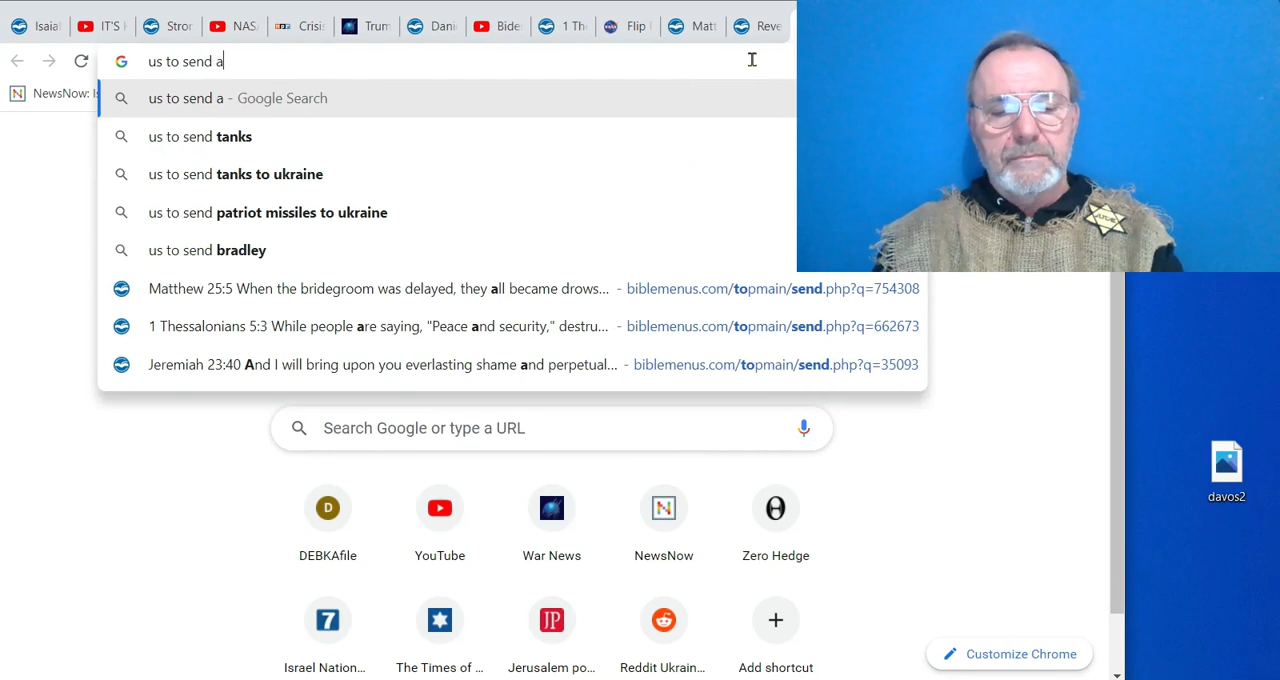 Isaial
IT'S
Stror
NAS
Crisis
Trum
Dani
Bide
1 Th
Flip
Matt
Reve
us to send a
NewsNow: Is
us to send a - Google Search
us to send tanks
us to send tanks to ukraine
us to send patriot missiles to ukraine
us to send bradley
Matthew 25:5 When the bridegroom was delayed, they all became drows... - biblemenus.com/topmain/send.php?q=754308
1 Thessalonians 5:3 While people are saying, "Peace and security," destru... - biblemenus.com/topmain/send.php?q=662673
Jeremiah 23:40 And I will bring upon you everlasting shame and perpetual... - biblemenus.com/topmain/send.php?q=35093
Search Google or type a URL
D
DEBKAfile
YouTube
War News
N
NewsNow
Zero Hedge
7
Israel Nation...
The Times of ...
JP
Jerusalem po...
Reddit Ukrain...
Add shortcut
Customize Chrome
davos2